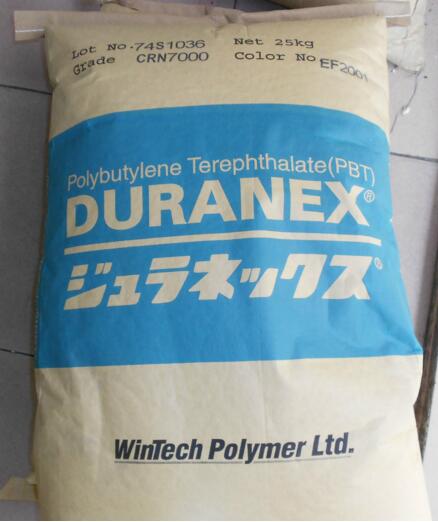 Lot No.74S1036 Net 25kg
Grade CRN7000 Color No EF2001
Polybutylene Terephthalate(PBT)
DURANEX®
ジュラネックス®
WinTech Polymer Ltd.